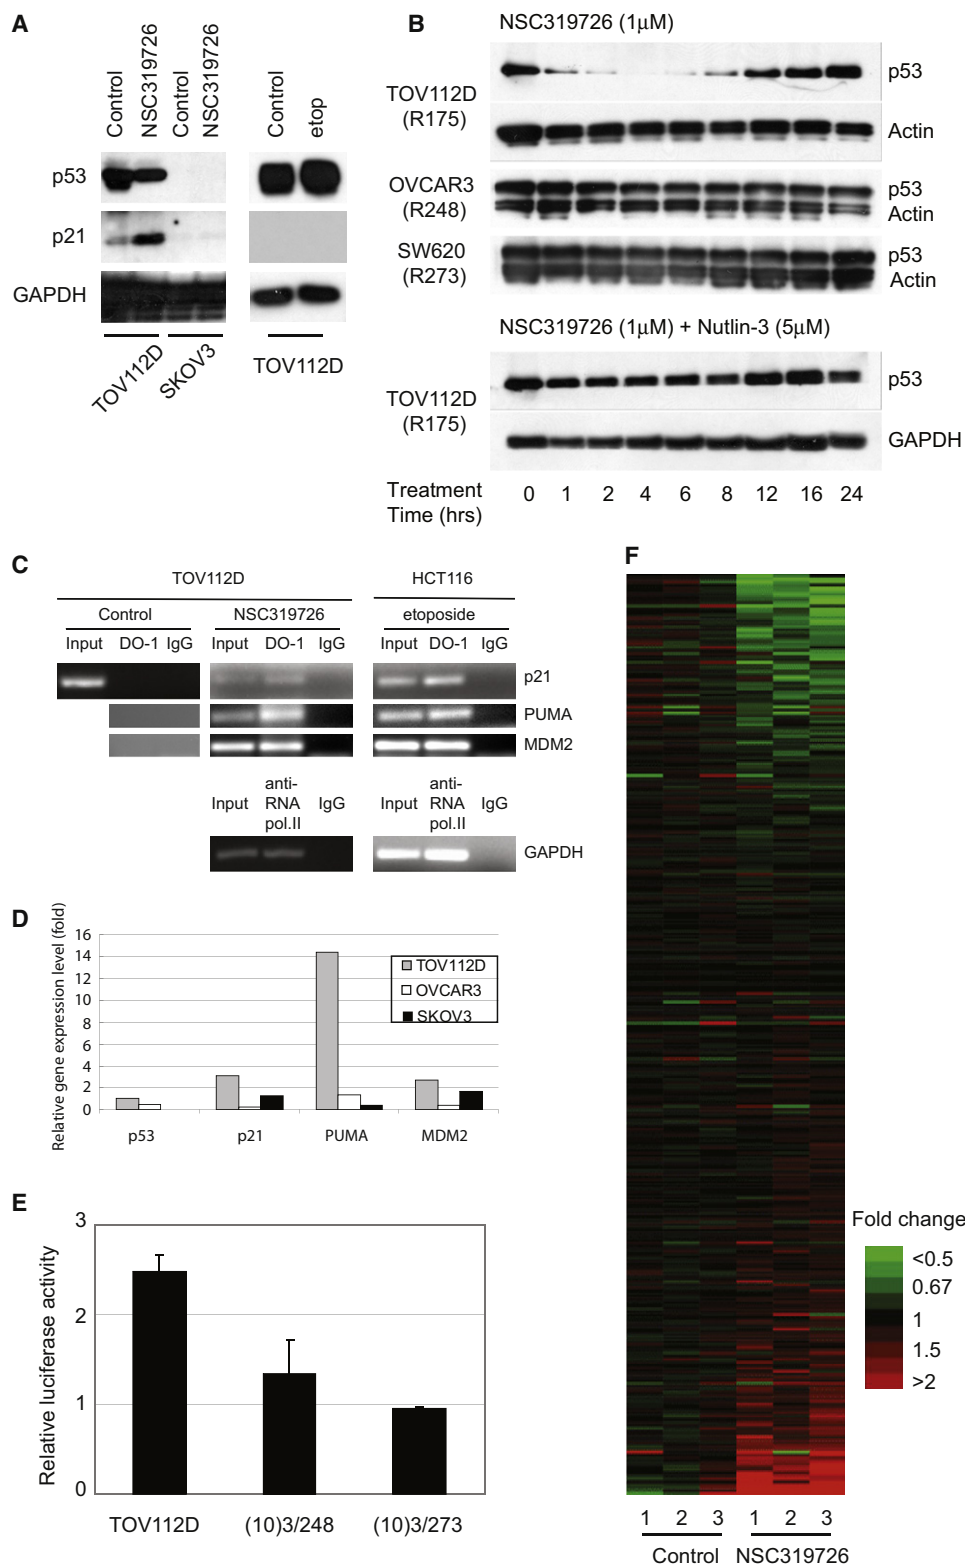 A
Control
NSC319726
Control
NSC319726
Control
etop
p53
p21
GAPDH
TOV112D
SKOV3
TOV112D
B
NSC319726 (1μM)
TOV112D
(R175)
p53
Actin
OVCAR3
(R248)
p53
Actin
SW620
(R273)
p53
Actin
NSC319726 (1μM) + Nutlin-3 (5μM)
TOV112D
(R175)
p53
GAPDH
Treatment
Time (hrs)
0 1 2 4 6 8 12 16 24
C
TOV112D
HCT116
Control
NSC319726
etoposide
Input DO-1 IgG
Input DO-1 IgG
Input DO-1 IgG
p21
PUMA
MDM2
Input anti-RNA pol.II IgG
Input anti-RNA pol.II IgG
GAPDH
D
Relative gene expression level (fold)
16
14
12
10
8
6
4
2
0
TOV112D
OVCAR3
SKOV3
p53 p21 PUMA MDM2
E
Relative luciferase activity
3
2
1
0
TOV112D (10)3/248 (10)3/273
F
Fold change
<0.5
0.67
1
1.5
>2
1 2 3 1 2 3
Control NSC319726